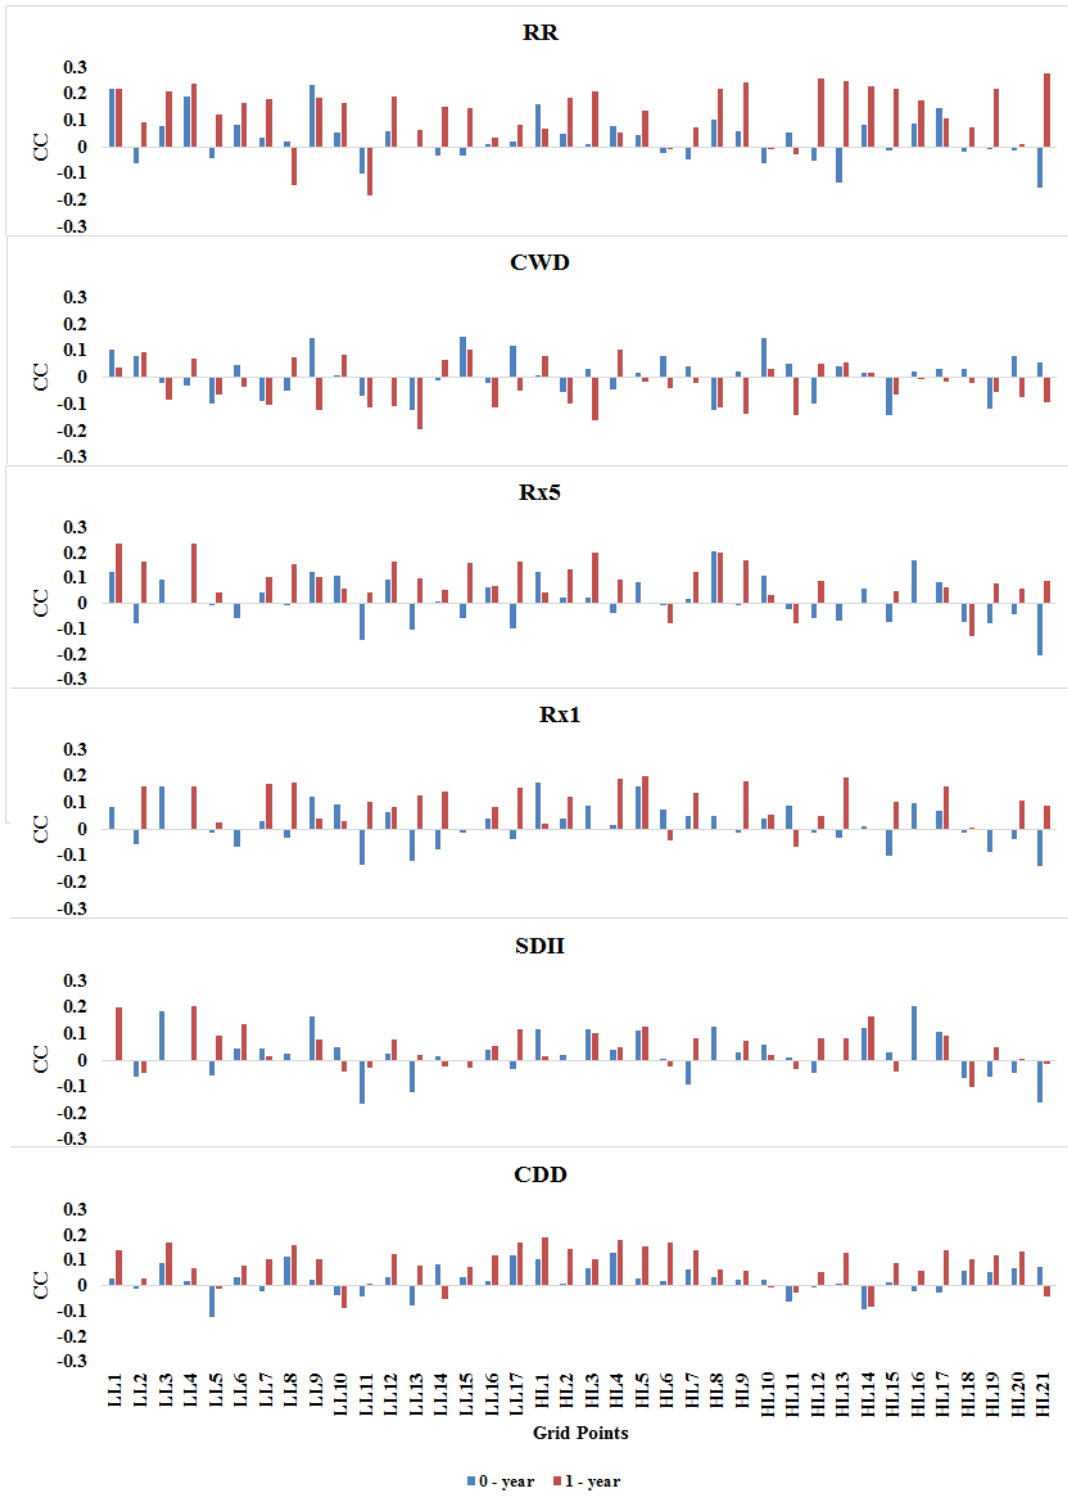 RR
0.3
0.2
0.1
0
-0.1
-0.2
-0.3
CC
CWD
0.3
0.2
0.1
0
-0.1
-0.2
-0.3
CC
Rx5
0.3
0.2
0.1
0
-0.1
-0.2
-0.3
CC
Rx1
0.3
0.2
0.1
0
-0.1
-0.2
-0.3
CC
SDII
0.3
0.2
0.1
0
-0.1
-0.2
-0.3
CC
CDD
0.3
0.2
0.1
0
-0.1
-0.2
-0.3
CC
LL1 LL2 LL3 LL4 LL5 LL6 LL7 LL8 LL9 LL10 LL11 LL12 LL13 LL14 LL15 LL16 LL17 HL1 HL2 HL3 HL4 HL5 HL6 HL7 HL8 HL9 HL10 HL11 HL12 HL13 HL14 HL15 HL16 HL17 HL18 HL19 HL20 HL21
Grid Points
0 - year 1 - year